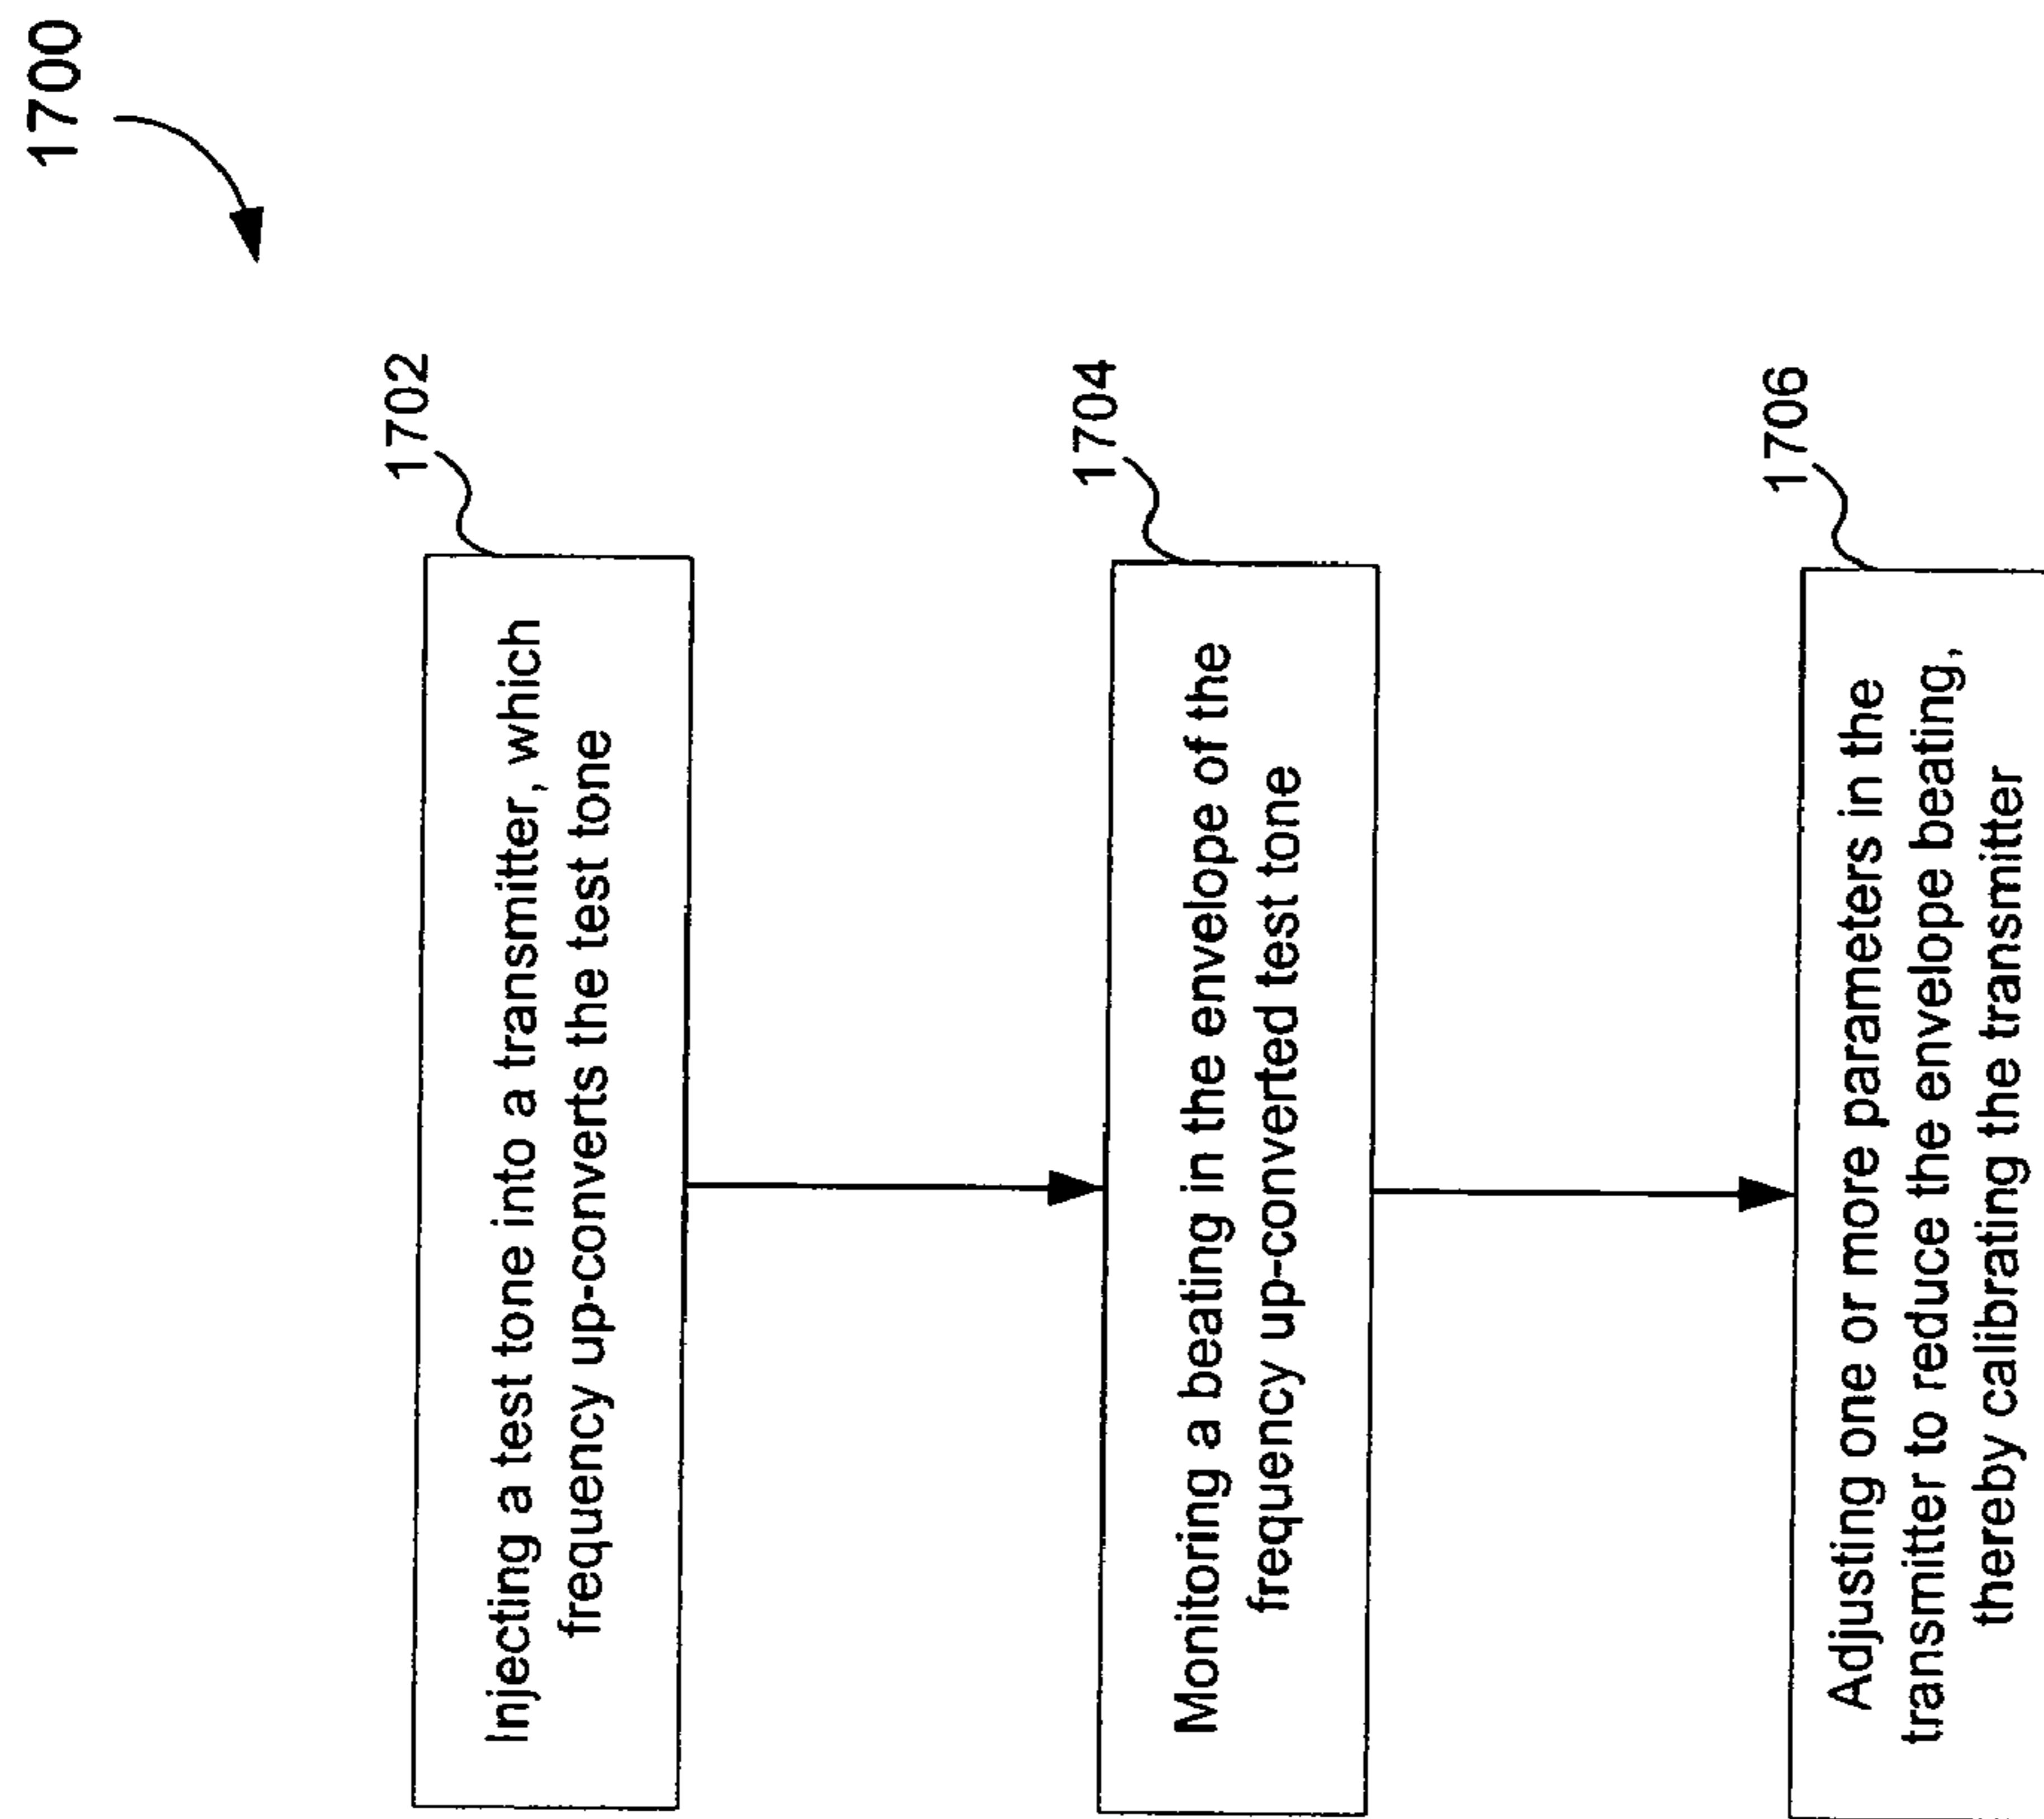 1700
1702
Injecting a test tone into a transmitter, which
frequency up-converts the test tone
1704
Monitoring a beating in the envelope of the
frequency up-converted test tone
1706
Adjusting one or more parameters in the
transmitter to reduce the envelope beating,
thereby calibrating the transmitter